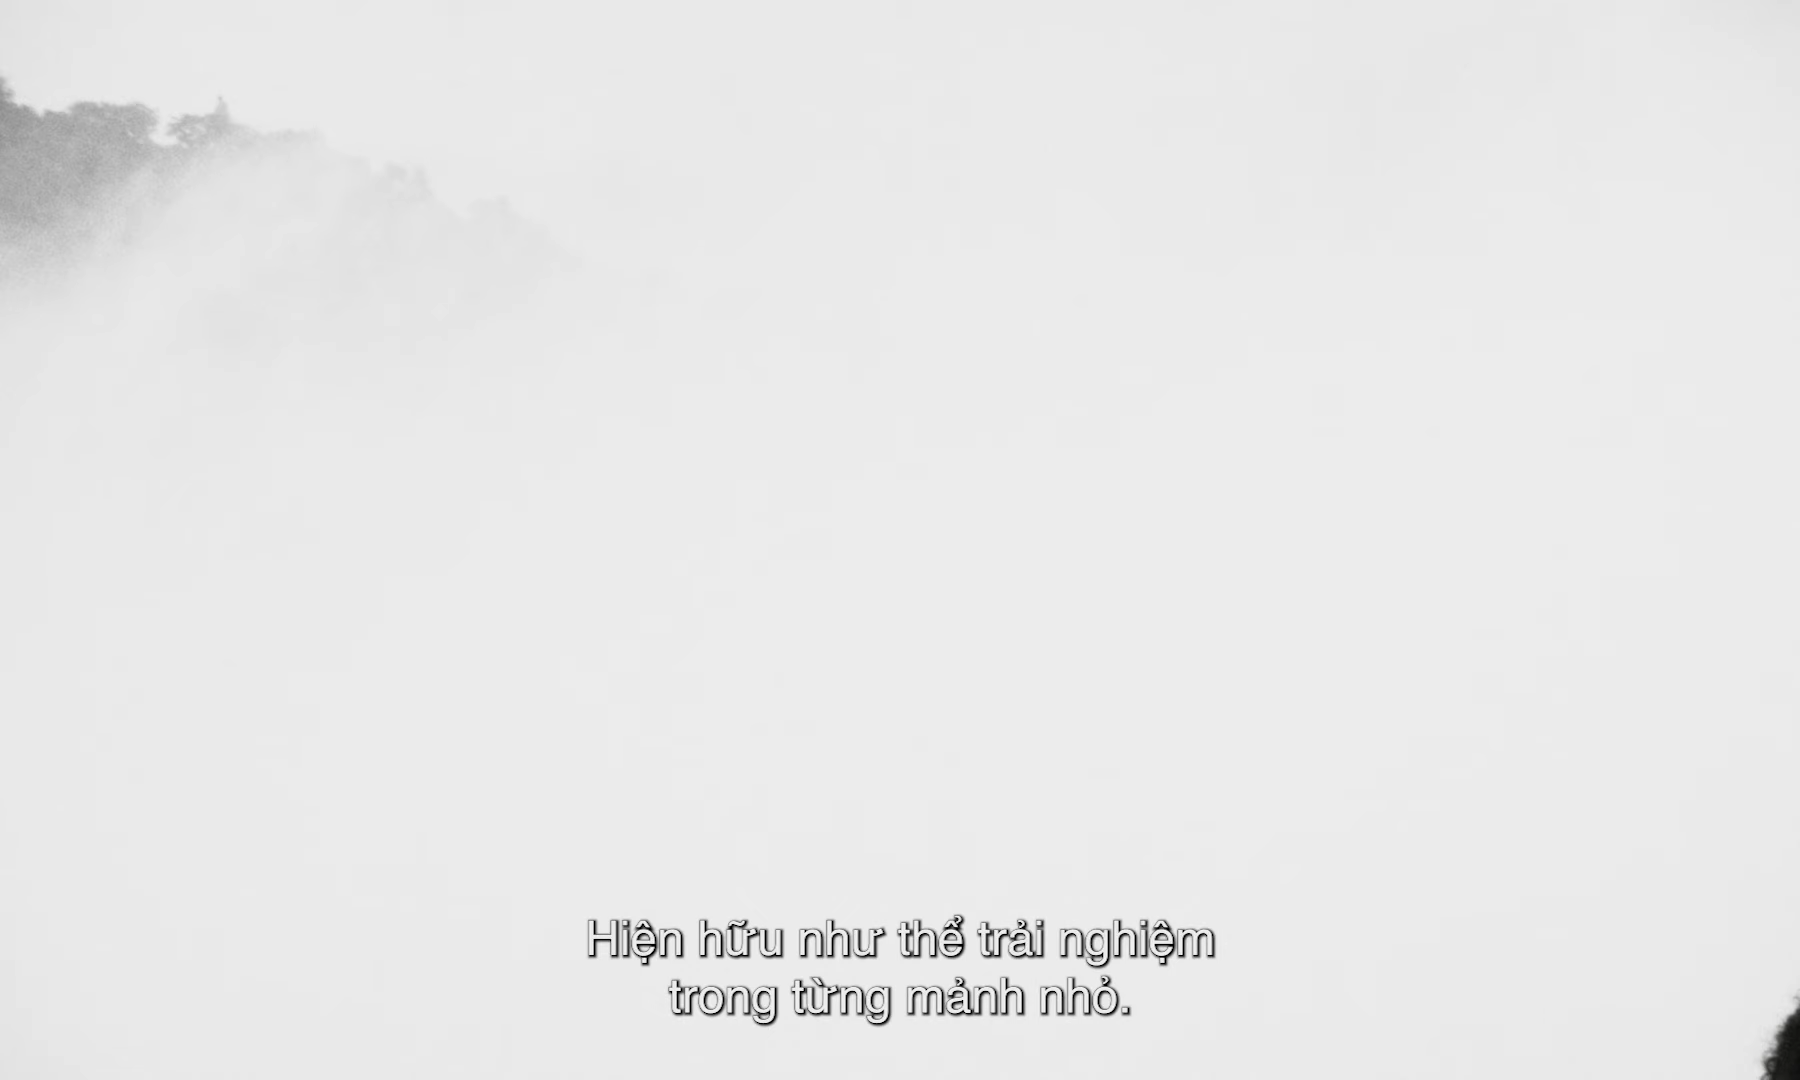 Hiện hữu như thể trải nghiệm
trong từng mảnh nhỏ.